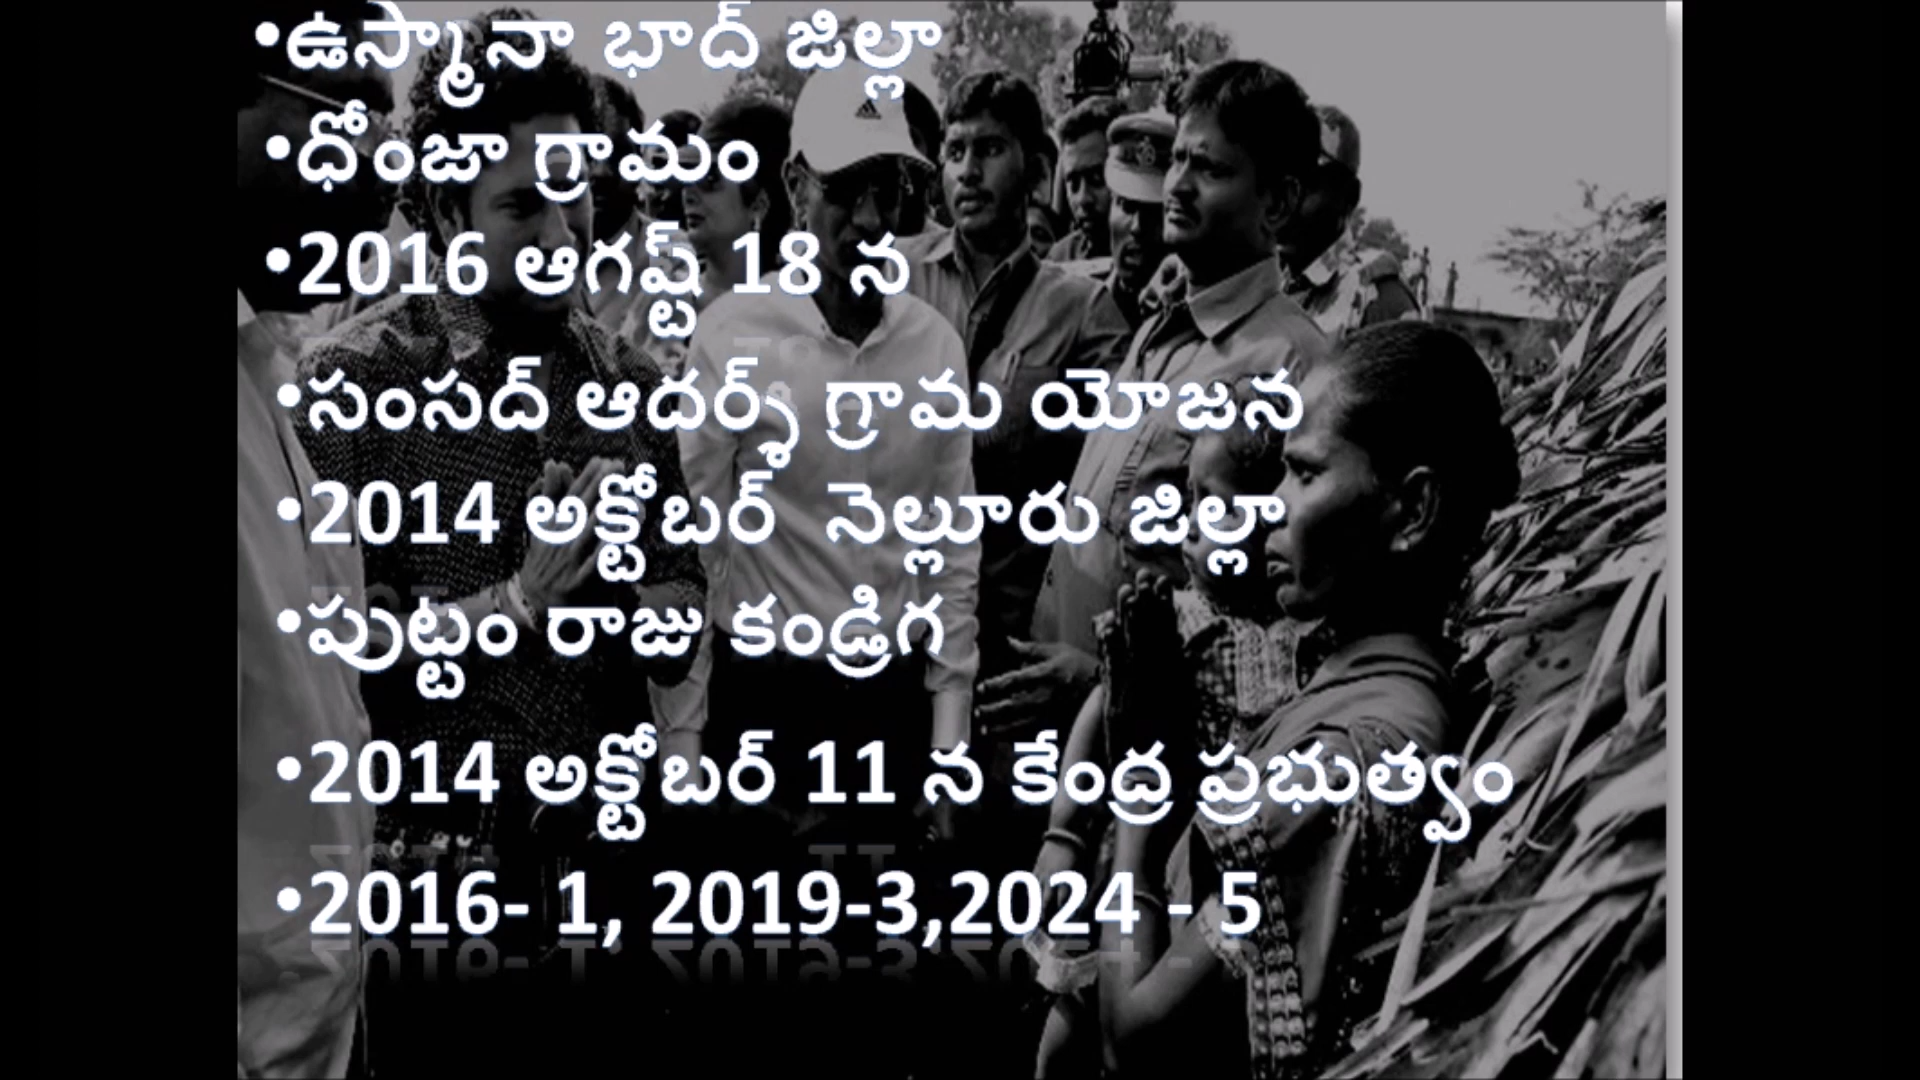 •ఉస్మానా భాద్ జిల్లా
•ధోంజా గ్రామం
•2016 ఆగష్ట్ 18 న
•సంసద్ ఆదర్శ్ గ్రామ యోజన
•2014 అక్టోబర్ నెల్లూరు జిల్లా
•పుట్టం రాజు కండ్రిగ
•2014 అక్టోబర్ 11 న కేంద్ర ప్రభుత్వం
•2016- 1, 2019-3,2024 - 5